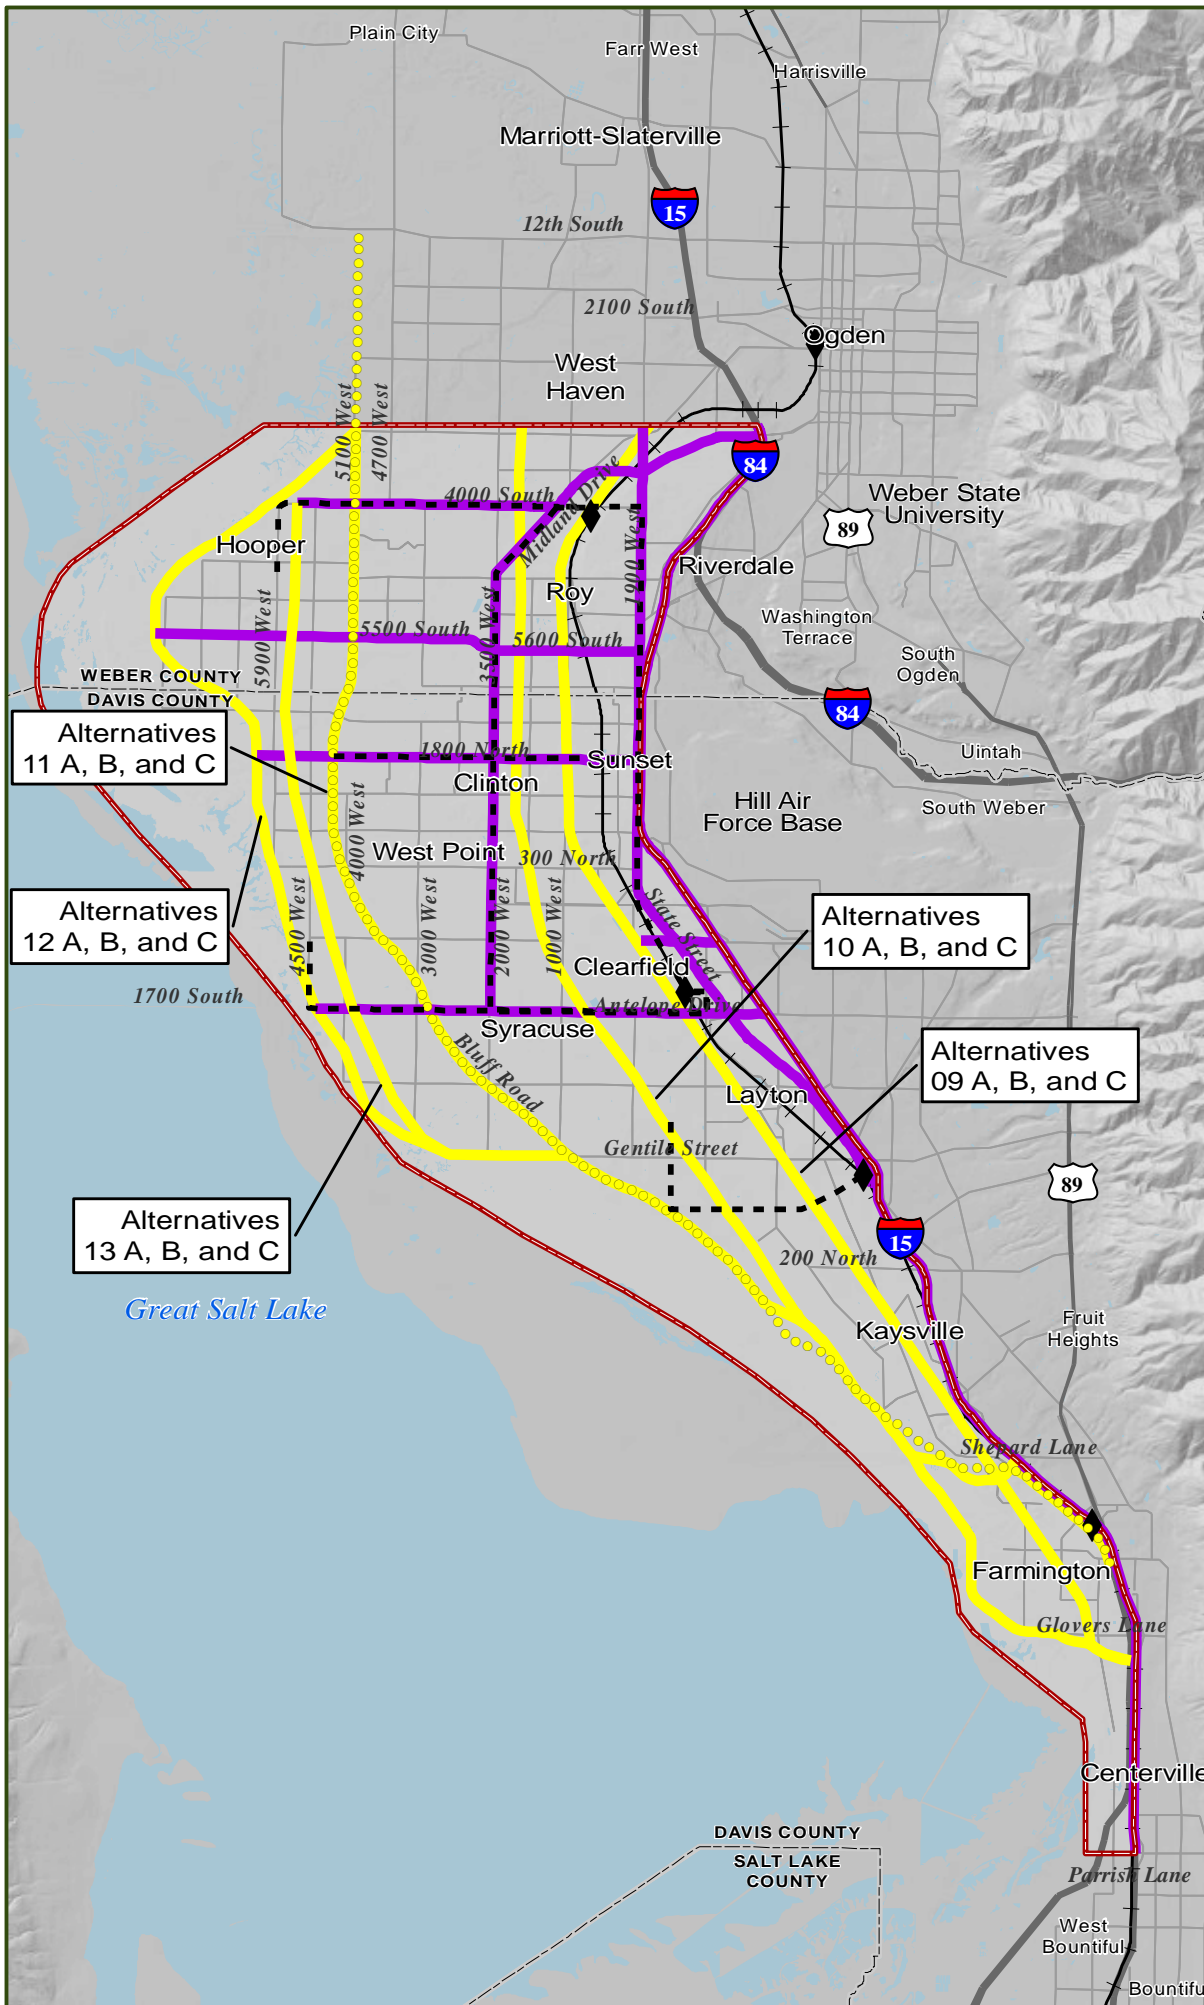 Plain City
Farr West
Harrisville
Marriott-Slaterville
15
12th South
2100 South
Ogden
West
Haven
5100 West
4700 West
84
Weber State
University
89
4000 South
Midland Drive
1900 West
Hooper
Riverdale
Roy
Washington
Terrace
5900 West
3500 West
5500 South
5600 South
South
Ogden
WEBER COUNTY
DAVIS COUNTY
84
Alternatives
11 A, B, and C
1800 North
Sunset
Uintah
Clinton
Hill Air
Force Base
South Weber
4000 West
West Point
300 North
Alternatives
12 A, B, and C
4500 West
3000 West
2000 West
1000 West
State Street
Alternatives
10 A, B, and C
Clearfield
1700 South
Antelope Drive
Syracuse
Bluff Road
Alternatives
09 A, B, and C
Layton
Gentile Street
89
Alternatives
13 A, B, and C
15
200 North
Great Salt Lake
Kaysville
Fruit
Heights
Shepard Lane
Farmington
Glovers Lane
Centerville
DAVIS COUNTY
SALT LAKE
COUNTY
Parrish Lane
West
Bountiful
Bountifu